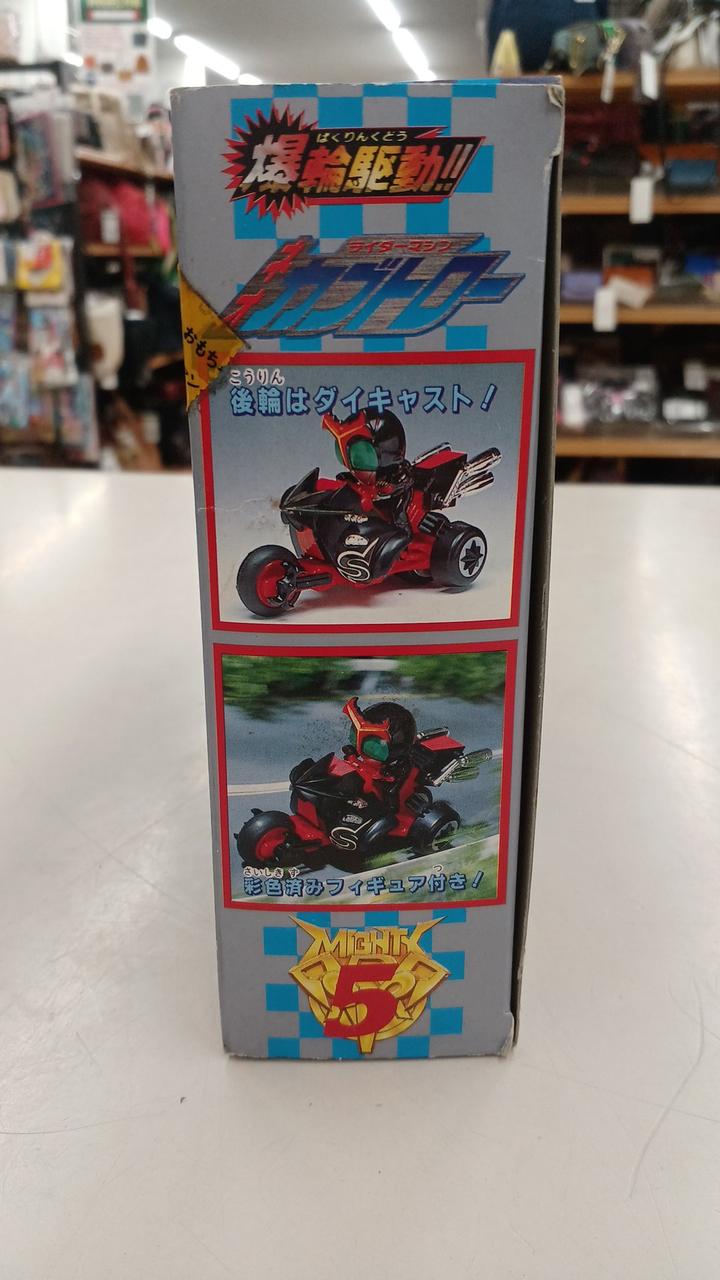 ばくりんくどう
爆輪駆動!!
ライダーマシン
ネオカブトロー
おもち
こうりん
後輪はダイキャスト!
S
さいしきず
つ
彩色済みフィギュア付き!
S
MIGHTY
5